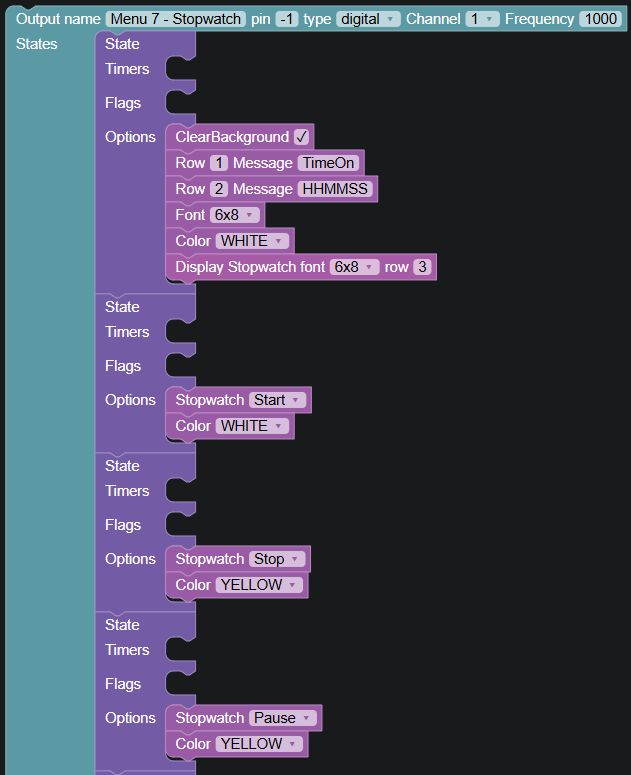 Output name Menu 7 - Stopwatch pin -1 type digital Channel 1 Frequency 1000
States State
Timers
Flags
Options ClearBackground ✓
Row 1 Message TimeOn
Row 2 Message HHMMSS
Font 6x8
Color WHITE
Display Stopwatch font 6x8 row 3
State
Timers
Flags
Options Stopwatch Start
Color WHITE
State
Timers
Flags
Options Stopwatch Stop
Color YELLOW
State
Timers
Flags
Options Stopwatch Pause
Color YELLOW